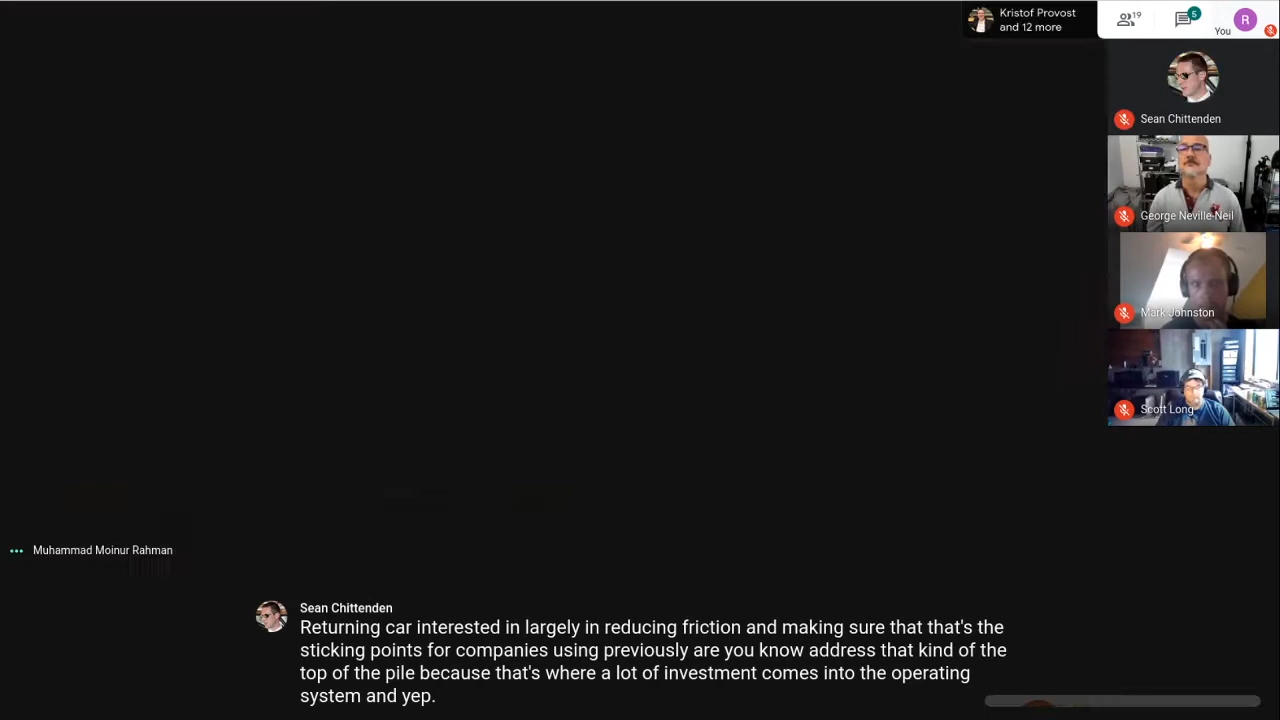 Kristof Provost
and 12 more
19
5
You
R
Sean Chittenden
George Neville-Neil
Mark Johnston
Scott Long
Muhammad Moinur Rahman
Sean Chittenden
Returning car interested in largely in reducing friction and making sure that that's the
sticking points for companies using previously are you know address that kind of the
top of the pile because that's where a lot of investment comes into the operating
system and yep.